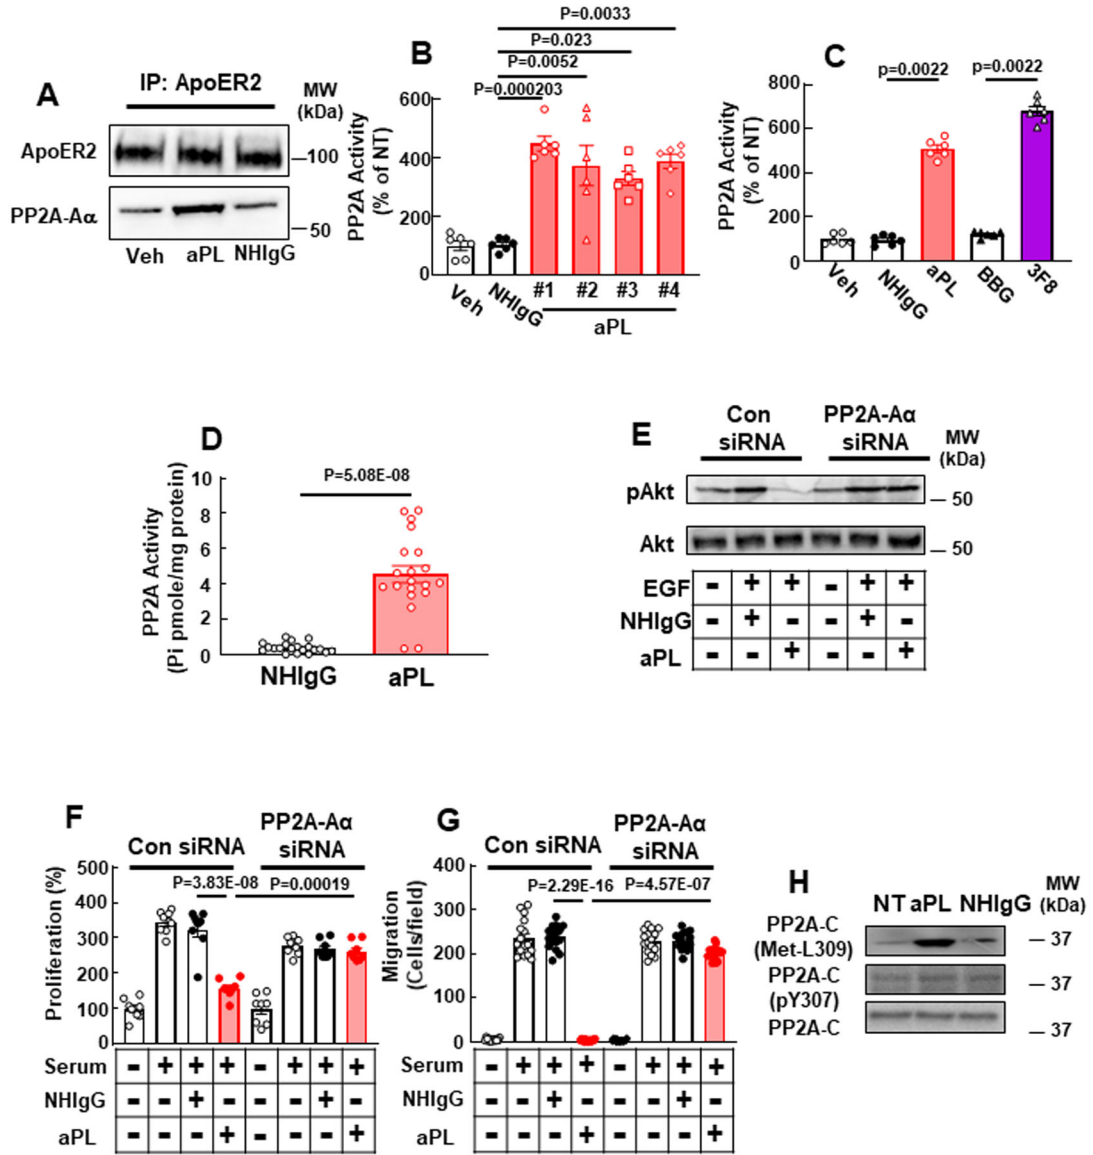 A
IP: ApoER2
MW
(kDa)
ApoER2
100
PP2A-Aα
50
Veh aPL NHIgG
B
P=0.0033
P=0.023
P=0.0052
P=0.000203
PP2A Activity
(% of NT)
600
400
200
0
Veh NHIgG #1 #2 #3 #4
aPL
C
p=0.0022 p=0.0022
PP2A Activity
(% of NT)
800
600
400
200
0
Veh NHIgG aPL BBG 3F8
D
P=5.08E-08
PP2A Activity
(Pi pmole/mg protein)
10
8
6
4
2
0
NHIgG aPL
E
Con
siRNA
PP2A-Aα
siRNA
MW
(kDa)
pAkt
50
Akt
50
EGF - + + - + +
NHIgG - + - - + -
aPL - - + - - +
F
Con siRNA
PP2A-Aα
siRNA
P=3.83E-08 P=0.00019
Proliferation (%)
500
400
300
200
100
0
Serum - + + + - + + +
NHIgG - - + - - - + -
aPL - - - + - - - +
G
Con siRNA
PP2A-Aα
siRNA
P=2.29E-16 P=4.57E-07
Migration
(Cells/field)
400
300
200
100
0
Serum - + + + - + + +
NHIgG - - + - - - + -
aPL - - - + - - - +
H
NT aPL NHIgG
MW
(kDa)
PP2A-C
(Met-L309)
37
PP2A-C
(pY307)
37
PP2A-C
37